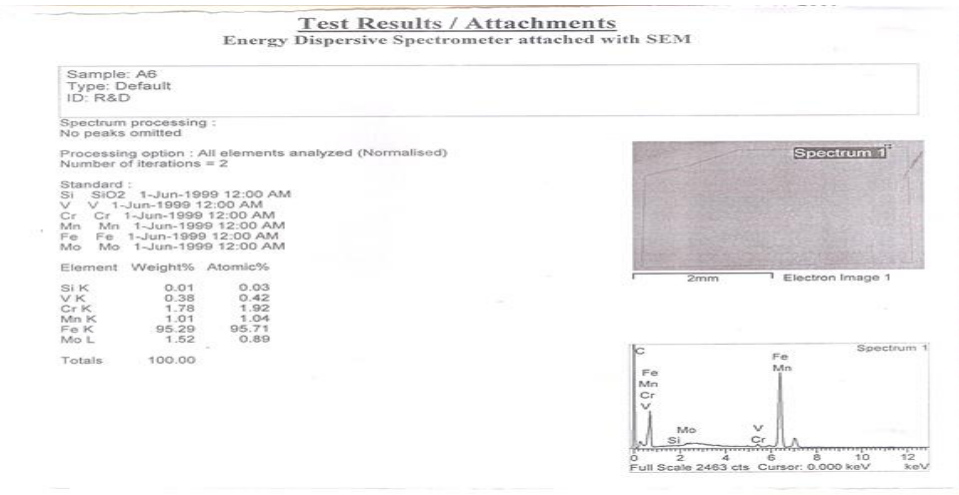 Test Results / Attachments
Energy Dispersive Spectrometer attached with SEM
Sample: A6
Type: Default
ID: R&D
Spectrum processing :
No peaks omitted
Processing option : All elements analyzed (Normalised)
Number of iterations = 2
Standard :
Si SiO2 1-Jun-1999 12:00 AM
V V 1-Jun-1999 12:00 AM
Cr Cr 1-Jun-1999 12:00 AM
Mn Mn 1-Jun-1999 12:00 AM
Fe Fe 1-Jun-1999 12:00 AM
Mo Mo 1-Jun-1999 12:00 AM
Element Weight% Atomic%
Si K 0.01 0.03
V K 0.38 0.42
Cr K 1.78 1.92
Mn K 1.01 1.04
Fe K 95.29 95.71
Mo L 1.52 0.89
Totals 100.00
Spectrum 1
2mm Electron Image 1
Spectrum 1
C
Fe
Mn
Cr
V
Mo
Si
V
Cr
Fe
Mn
0 2 4 6 8 10 12
Full Scale 2463 cts Cursor: 0.000 keV keV